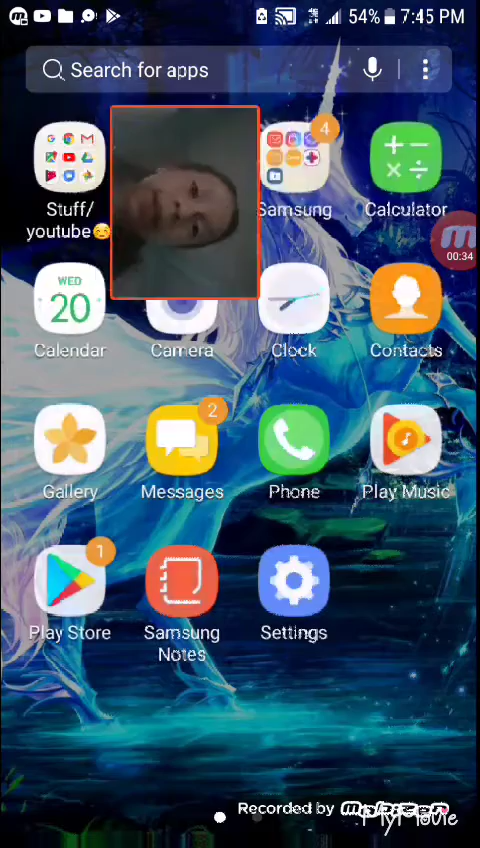 54% 7:45 PM
Search for apps
4
Stuff/
youtube☺
Samsung
Calculator
00:34
WED
20
Calendar
Camera
Clock
Contacts
2
Gallery
Messages
Phone
Play Music
1
Play Store
Samsung
Notes
Settings
Recorded by